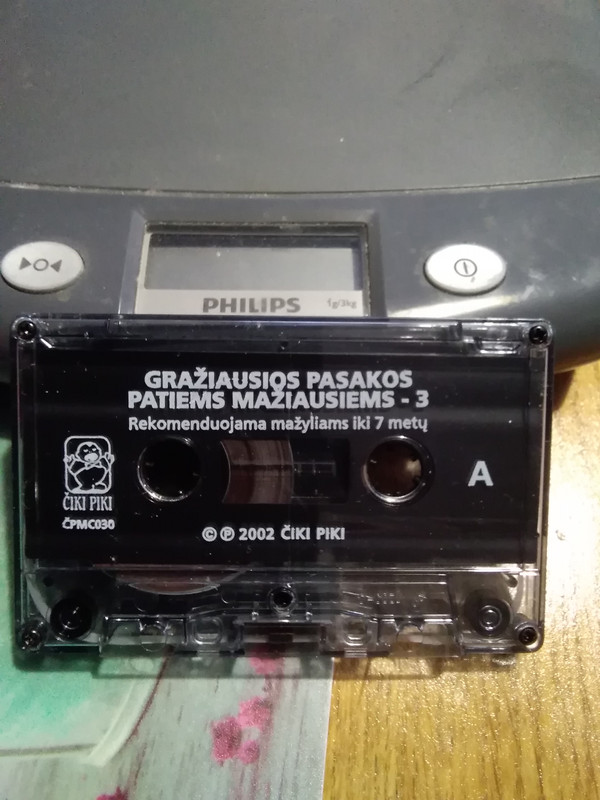 PHILIPS 1g/3kg
GRAŽIAUSIOS PASAKOS
PATIEMS MAŽIAUSIEMS - 3
Rekomenduojama mažyliams iki 7 metų
A
ČIKI PIKI
ČPMC030
© ℗ 2002 ČIKI PIKI